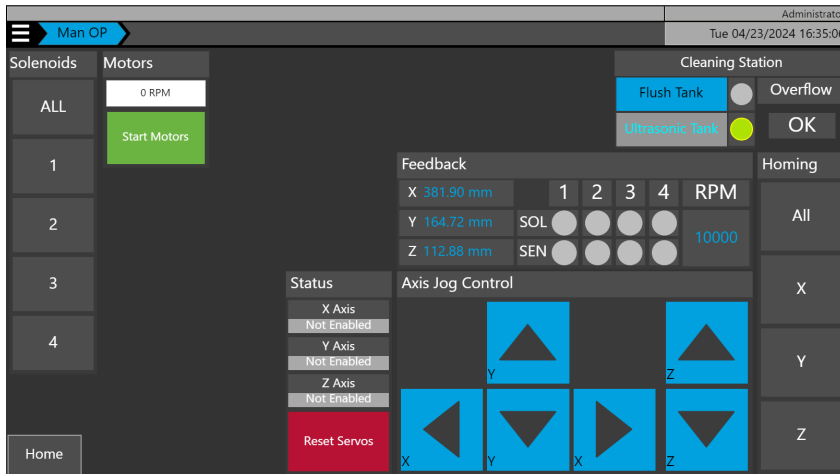 Administrato
Man OP
Tue 04/23/2024 16:35:00
Solenoids
Motors
Cleaning Station
ALL
0 RPM
Start Motors
Flush Tank
Overflow
Ultrasonic Tank
OK
1
Feedback
Homing
X 381.90 mm
1 2 3 4 RPM
Y 164.72 mm
SOL
10000
Z 112.88 mm
SEN
All
2
Status
Axis Jog Control
3
X Axis
Not Enabled
X
4
Y Axis
Not Enabled
Y
Z Axis
Not Enabled
Y
Z
Reset Servos
Home
X
Y
X
Z
Z